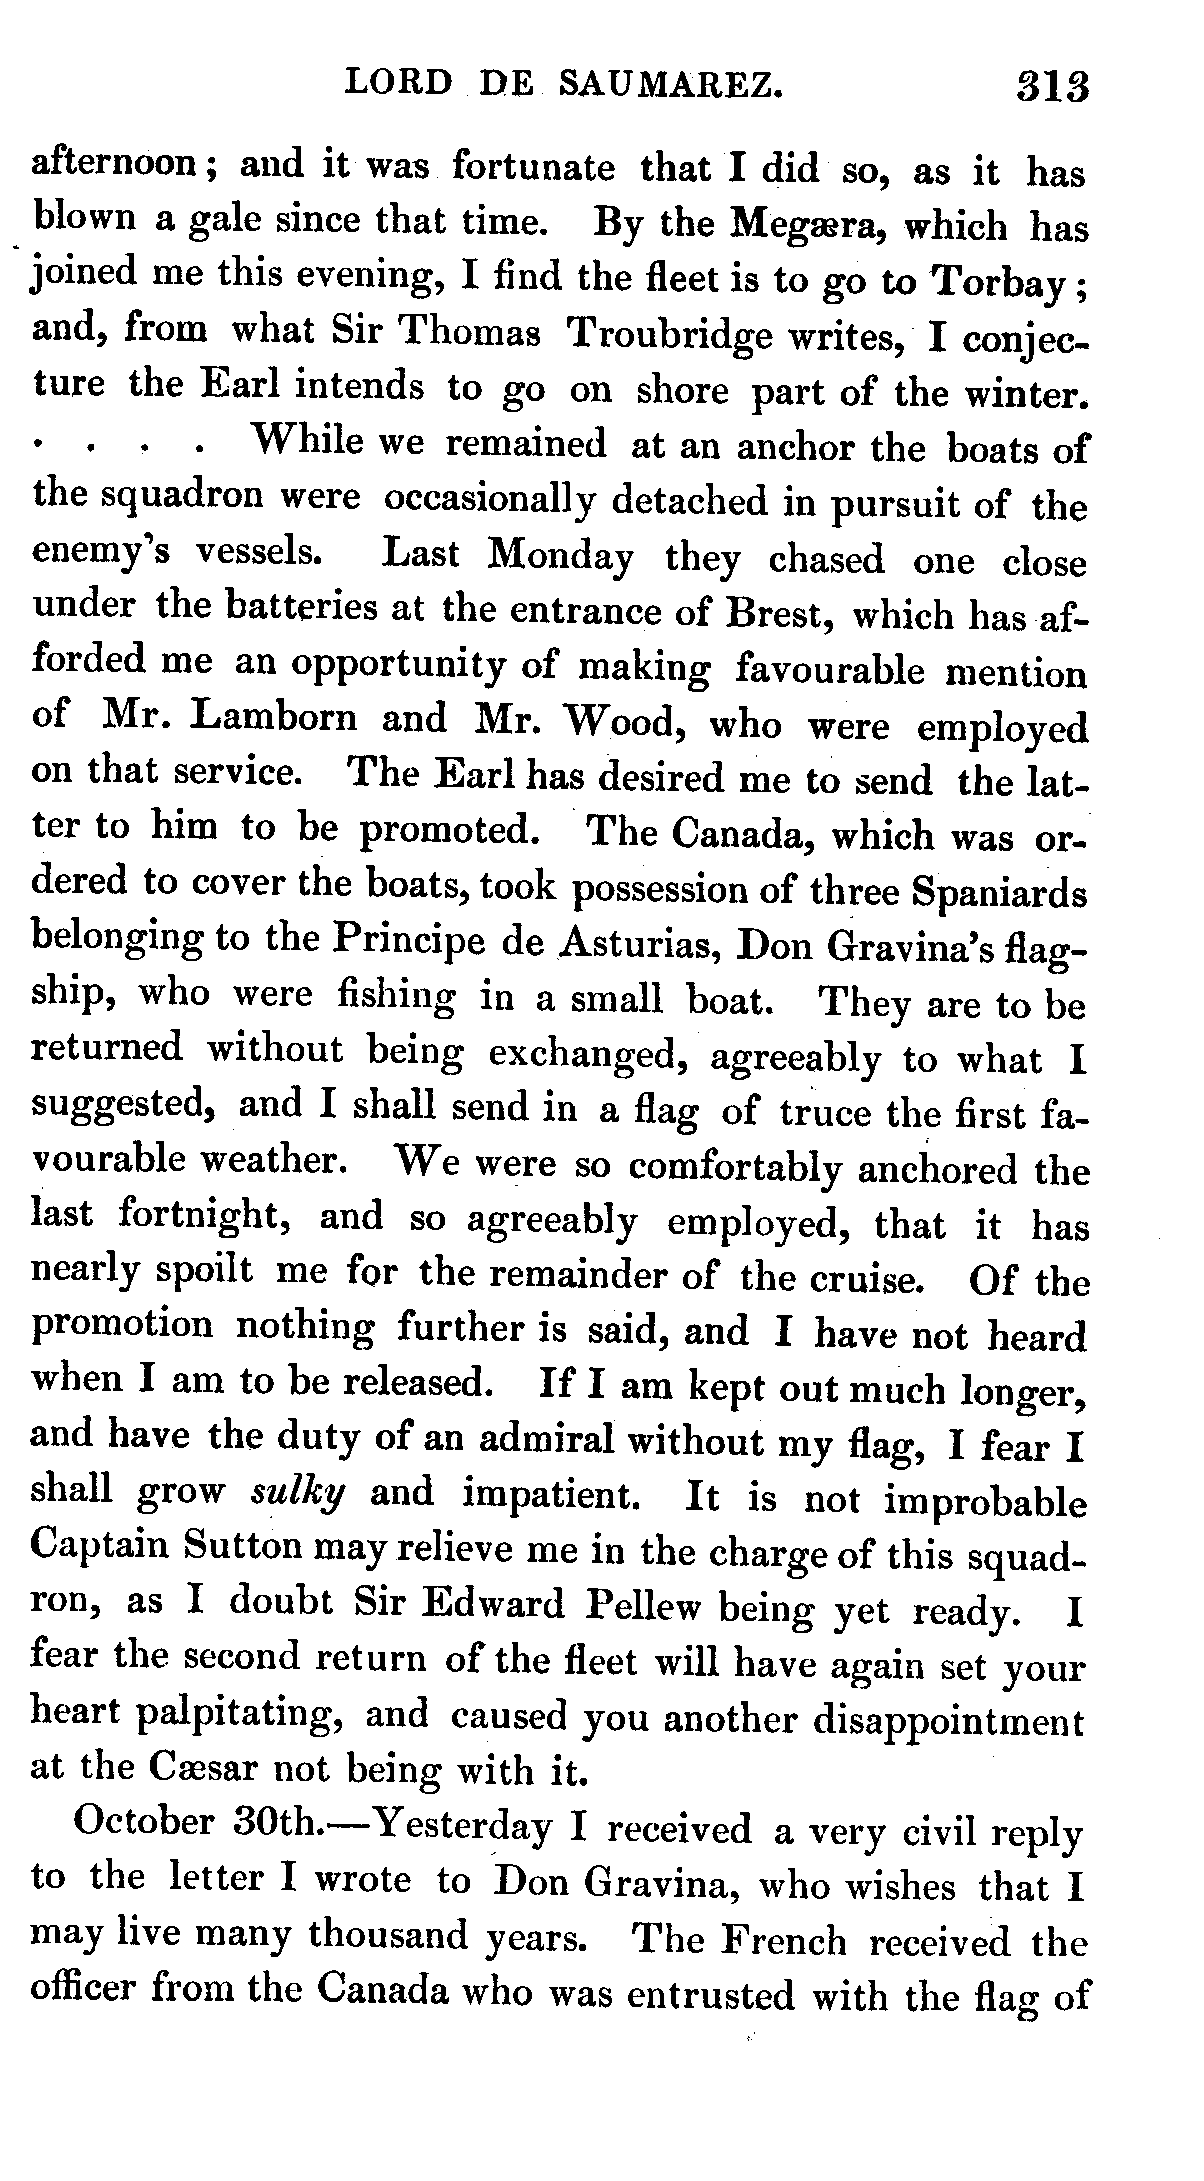 LORD DE SAUMAREZ. 313
afternoon; and it was fortunate that I did so, as it has
blown a gale since that time. By the Megæra, which has
joined me this evening, I find the fleet is to go to Torbay;
and, from what Sir Thomas Troubridge writes, I conjec-
ture the Earl intends to go on shore part of the winter.
. . . . While we remained at an anchor the boats of
the squadron were occasionally detached in pursuit of the
enemy's vessels. Last Monday they chased one close
under the batteries at the entrance of Brest, which has af-
forded me an opportunity of making favourable mention
of Mr. Lamborn and Mr. Wood, who were employed
on that service. The Earl has desired me to send the lat-
ter to him to be promoted. The Canada, which was or-
dered to cover the boats, took possession of three Spaniards
belonging to the Principe de Asturias, Don Gravina's flag-
ship, who were fishing in a small boat. They are to be
returned without being exchanged, agreeably to what I
suggested, and I shall send in a flag of truce the first fa-
vourable weather. We were so comfortably anchored the
last fortnight, and so agreeably employed, that it has
nearly spoilt me for the remainder of the cruise. Of the
promotion nothing further is said, and I have not heard
when I am to be released. If I am kept out much longer,
and have the duty of an admiral without my flag, I fear I
shall grow sulky and impatient. It is not improbable
Captain Sutton may relieve me in the charge of this squad-
ron, as I doubt Sir Edward Pellew being yet ready. I
fear the second return of the fleet will have again set your
heart palpitating, and caused you another disappointment
at the Cæsar not being with it.
October 30th.—Yesterday I received a very civil reply
to the letter I wrote to Don Gravina, who wishes that I
may live many thousand years. The French received the
officer from the Canada who was entrusted with the flag of